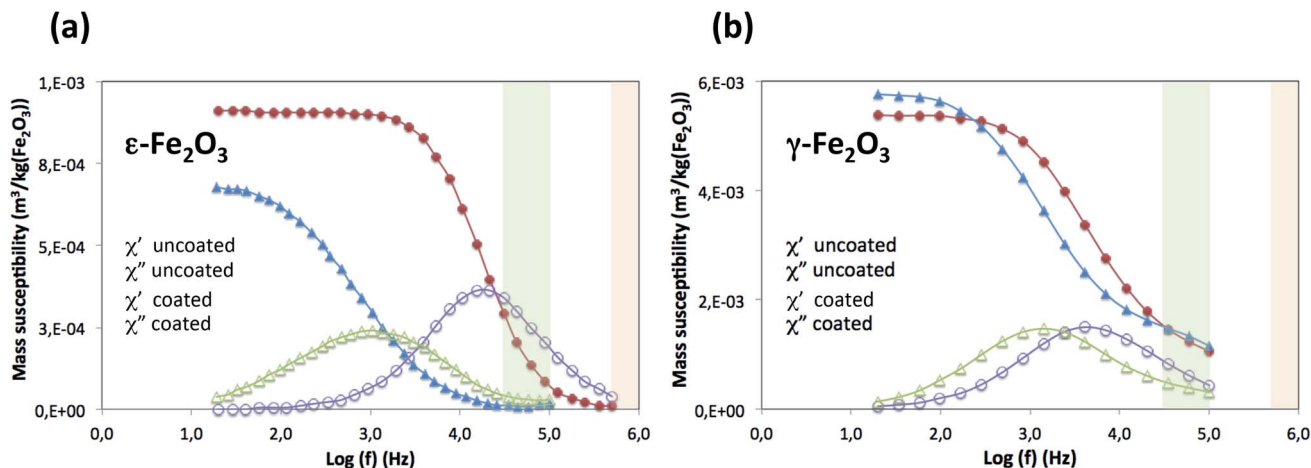 (a)
Mass susceptibility (m³/kg(Fe₂O₃))
1,E-03
8,E-04
5,E-04
3,E-04
0,E+00
ε-Fe₂O₃
χ' uncoated
χ" uncoated
χ' coated
χ" coated
0,0 1,0 2,0 3,0 4,0 5,0 6,0
Log (f) (Hz)
(b)
Mass susceptibility (m³/kg(Fe₂O₃))
6,E-03
4,E-03
2,E-03
0,E+00
γ-Fe₂O₃
χ' uncoated
χ" uncoated
χ' coated
χ" coated
0,0 1,0 2,0 3,0 4,0 5,0 6,0
Log (f) (Hz)